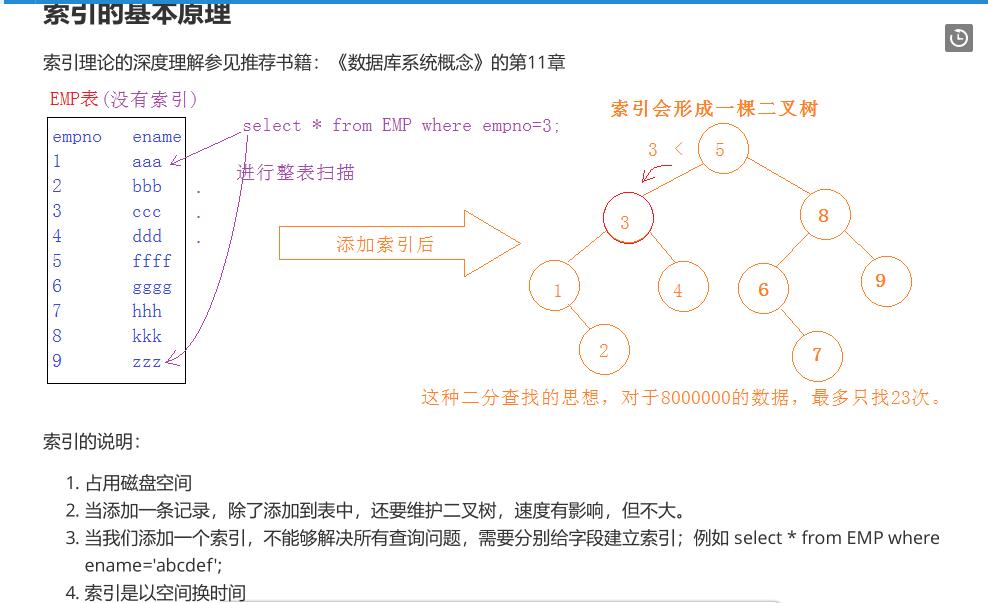 索引的基本原理
索引理论的深度理解参见推荐书籍：《数据库系统概念》的第11章
EMP表(没有索引)
select * from EMP where empno=3;
进行整表扫描
empno ename
1 aaa
2 bbb .
3 ccc .
4 ddd .
5 ffff
6 gggg
7 hhh
8 kkk
9 zzz
添加索引后
索引会形成一棵二叉树
3 < 5
3 8
1 4 6 9
2 7
这种二分查找的思想，对于8000000的数据，最多只找23次。
索引的说明：
1. 占用磁盘空间
2. 当添加一条记录，除了添加到表中，还要维护二叉树，速度有影响，但不大。
3. 当我们添加一个索引，不能够解决所有查询问题，需要分别给字段建立索引；例如 select * from EMP where
ename='abcdef';
4. 索引是以空间换时间